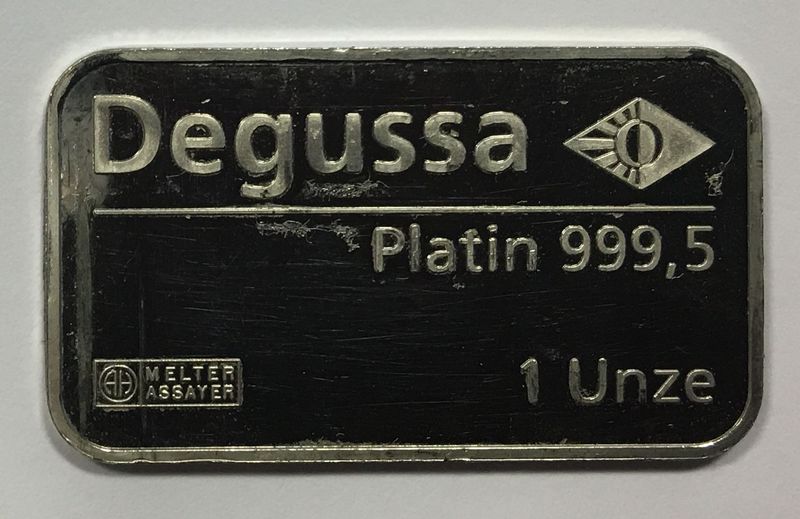 Degussa
Platin 999,5
MELTER
ASSAYER
1 Unze